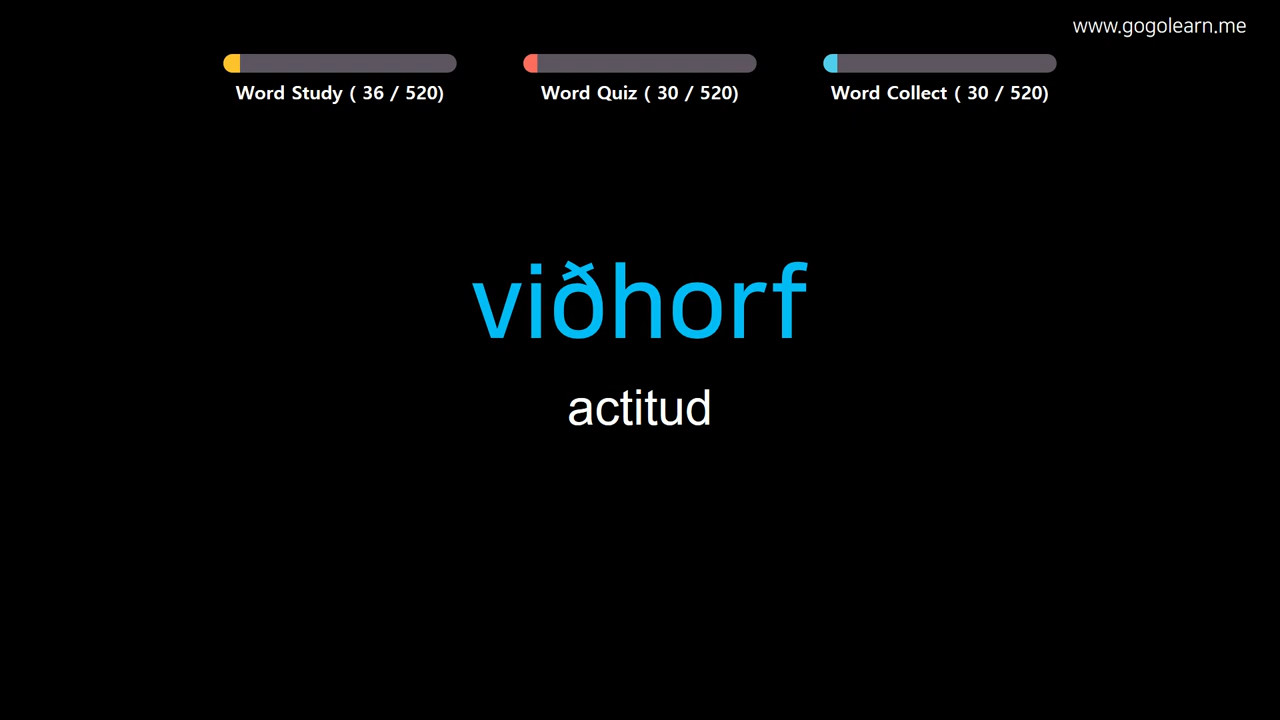 www.gogolearn.me
Word Study ( 36 / 520)
Word Quiz ( 30 / 520)
Word Collect ( 30 / 520)
viðhorf
actitud